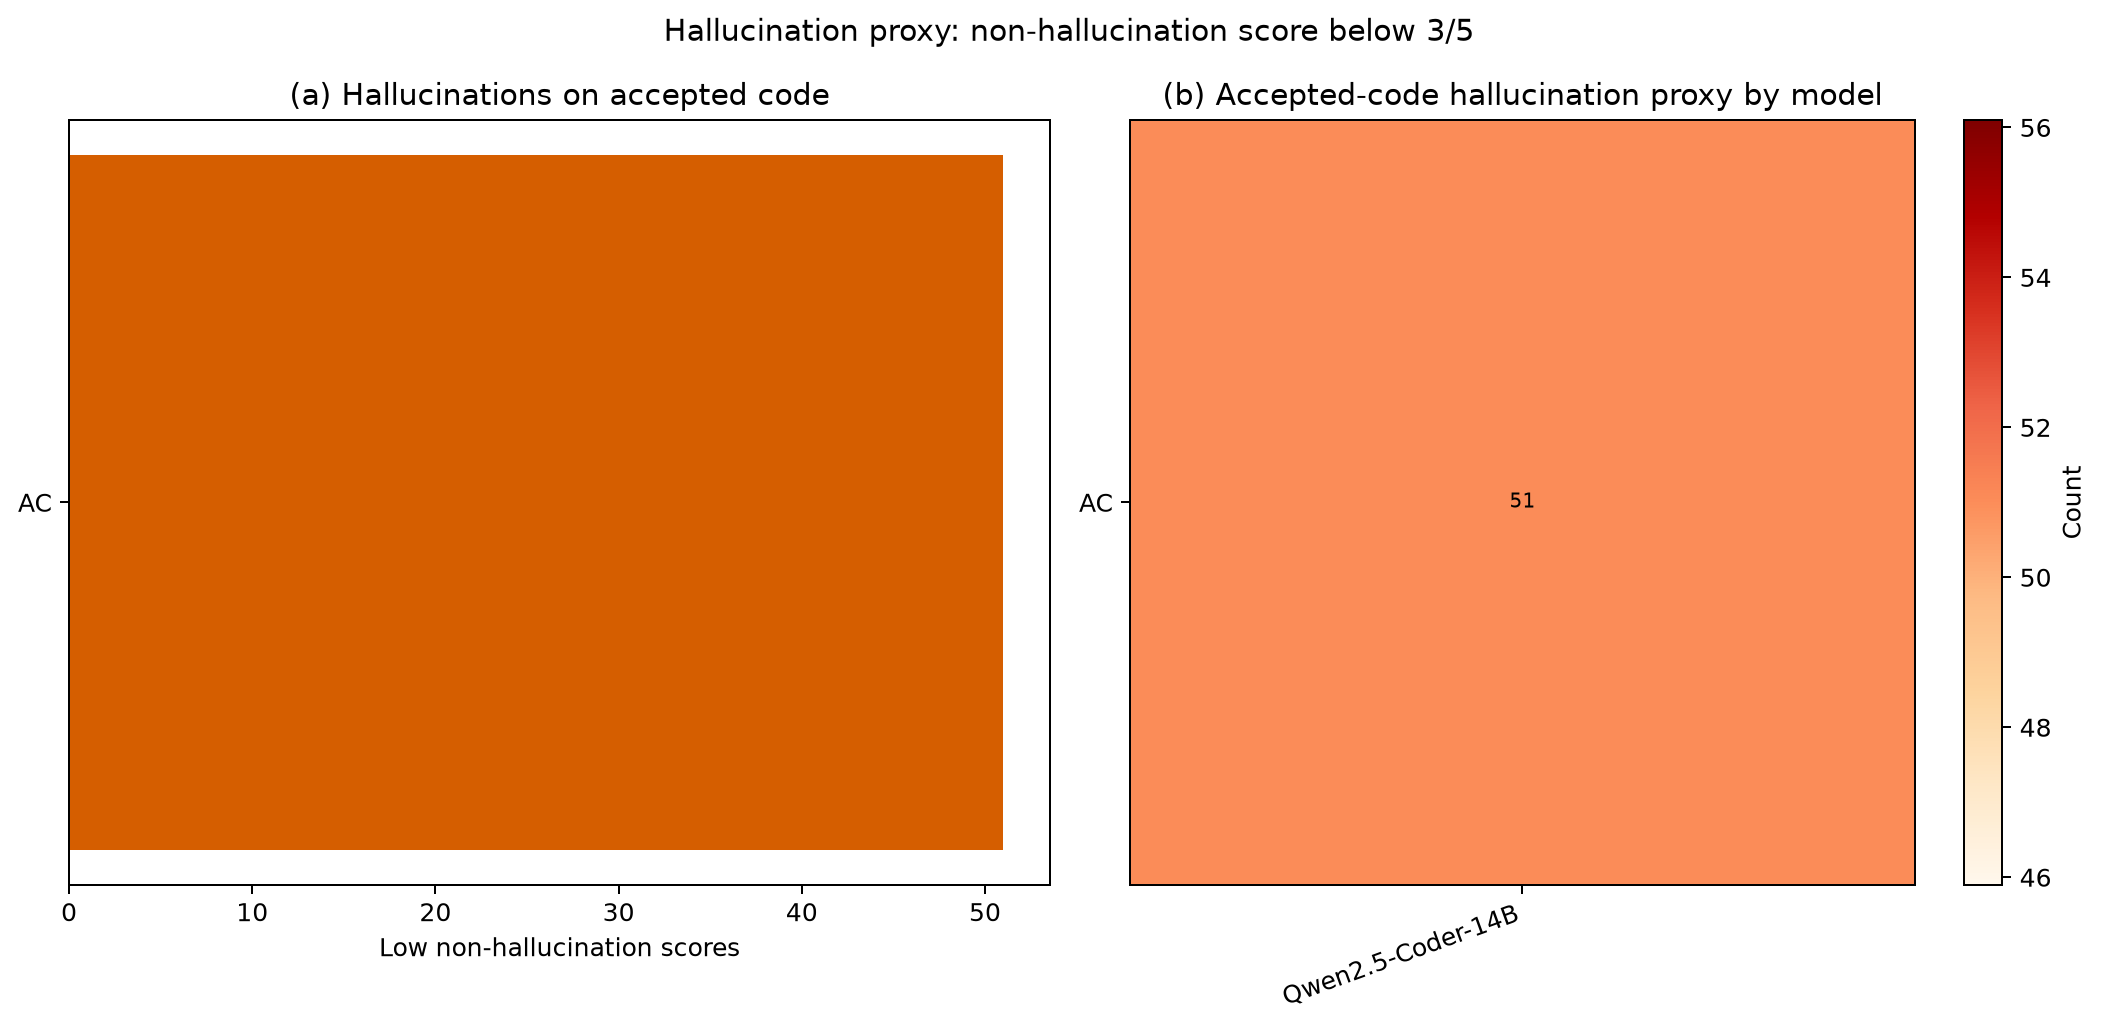 Hallucination proxy: non-hallucination score below 3/5
(a) Hallucinations on accepted code
AC
0 10 20 30 40 50
Low non-hallucination scores
(b) Accepted-code hallucination proxy by model
AC
51
Qwen2.5-Coder-14B
56
54
52
50
48
46
Count